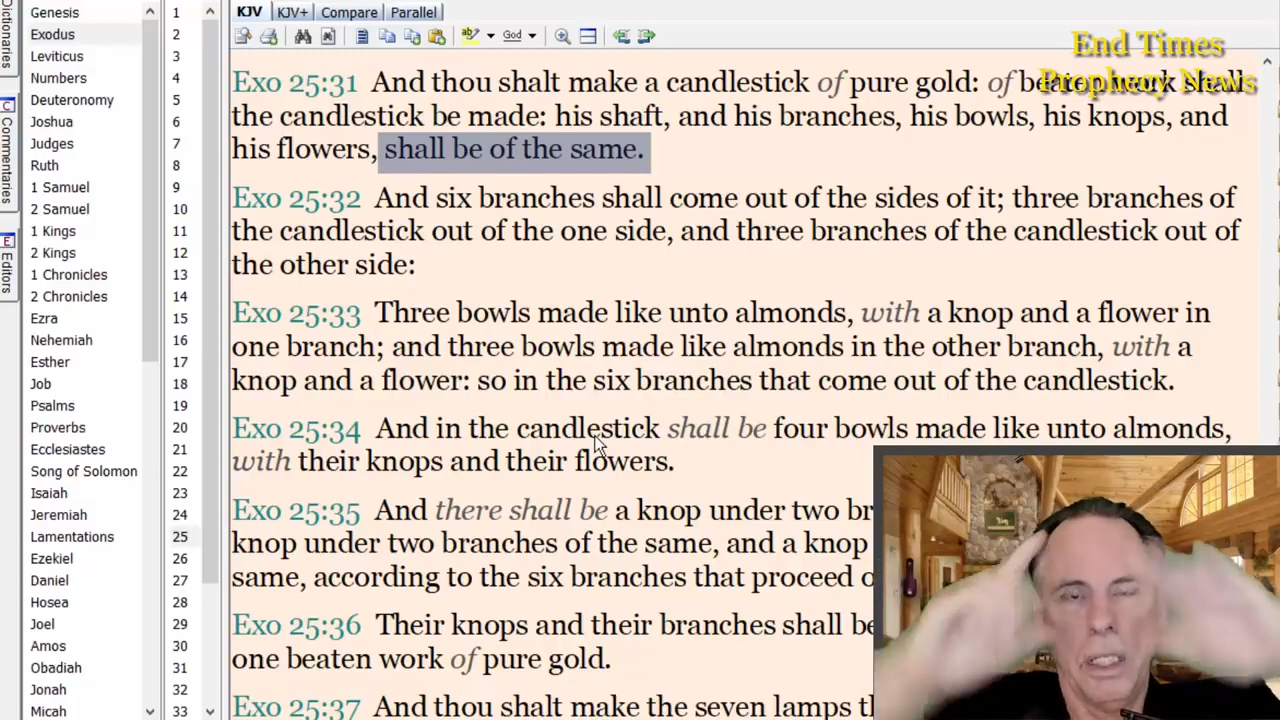 KJV KJV+ Compare Parallel
God
End Times
Prophecy News
Dictionaries
Commentaries
Editors
Genesis 1
Exodus 2
Leviticus 3
Numbers 4
Deuteronomy 5
Joshua 6
Judges 7
Ruth 8
1 Samuel 9
2 Samuel 10
1 Kings 11
2 Kings 12
1 Chronicles 13
2 Chronicles 14
Ezra 15
Nehemiah 16
Esther 17
Job 18
Psalms 19
Proverbs 20
Ecclesiastes 21
Song of Solomon 22
Isaiah 23
Jeremiah 24
Lamentations 25
Ezekiel 26
Daniel 27
Hosea 28
Joel 29
Amos 30
Obadiah 31
Jonah 32
Micah 33
Exo 25:31 And thou shalt make a candlestick of pure gold: of shall
the candlestick be made: his shaft, and his branches, his bowls, his knops, and
his flowers, shall be of the same.
Exo 25:32 And six branches shall come out of the sides of it; three branches of
the candlestick out of the one side, and three branches of the candlestick out of
the other side:
Exo 25:33 Three bowls made like unto almonds, with a knop and a flower in
one branch; and three bowls made like almonds in the other branch, with a
knop and a flower: so in the six branches that come out of the candlestick.
Exo 25:34 And in the candlestick shall be four bowls made like unto almonds,
with their knops and their flowers.
Exo 25:35 And there shall be a knop under two br
knop under two branches of the same, and a knop
same, according to the six branches that proceed
Exo 25:36 Their knops and their branches shall be
one beaten work of pure gold.
Exo 25:37 And thou shalt make the seven lamps